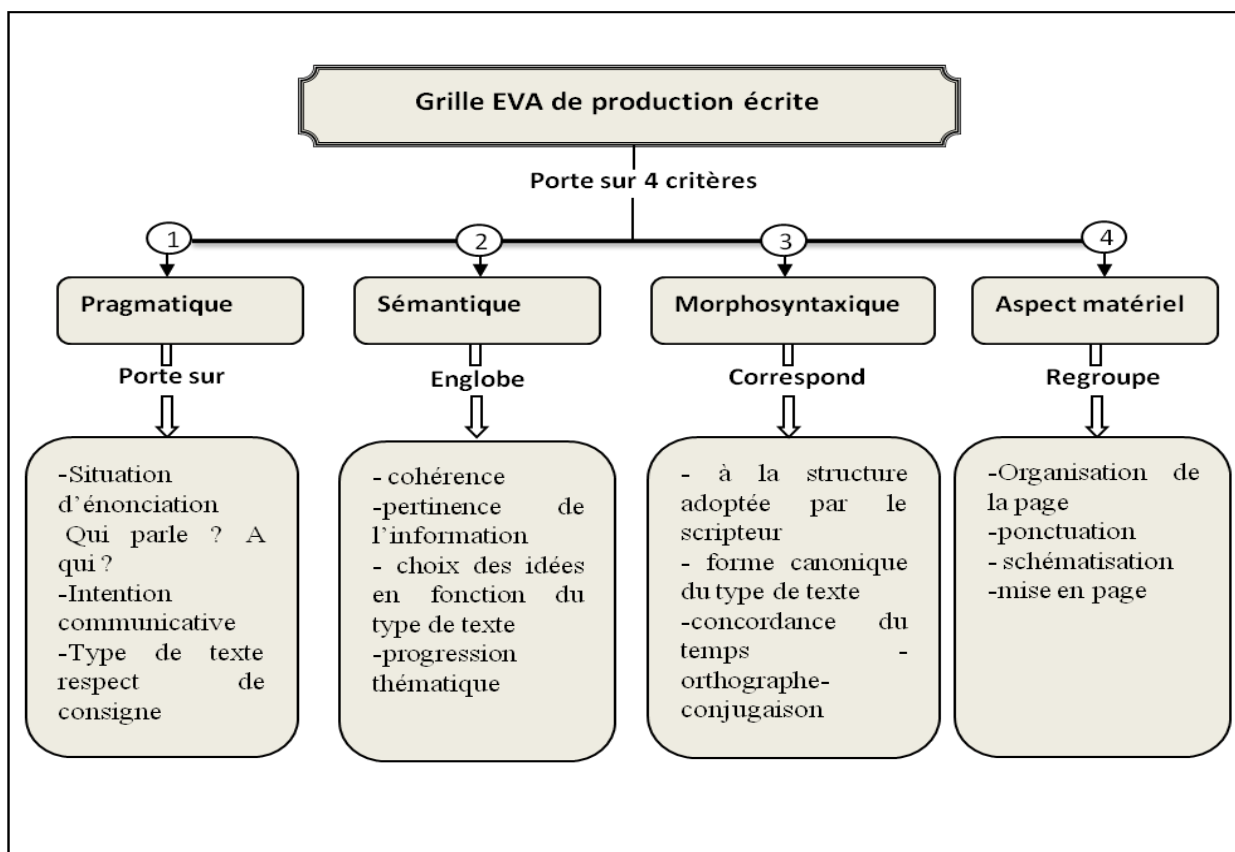 Grille EVA de production écrite
Porte sur 4 critères
1
2
3
4
Pragmatique
Sémantique
Morphosyntaxique
Aspect matériel
Porte sur
Englobe
Correspond
Regroupe
-Situation
d’énonciation
Qui parle ? A
qui ?
-Intention
communicative
-Type de texte
respect de
consigne
- cohérence
-pertinence de
l’information
- choix des idées
en fonction du
type de texte
-progression
thématique
- à la structure
adoptée par le
scripteur
- forme canonique
du type de texte
-concordance du
temps -
orthographe-
conjugaison
-Organisation de
la page
-ponctuation
-schématisation
-mise en page